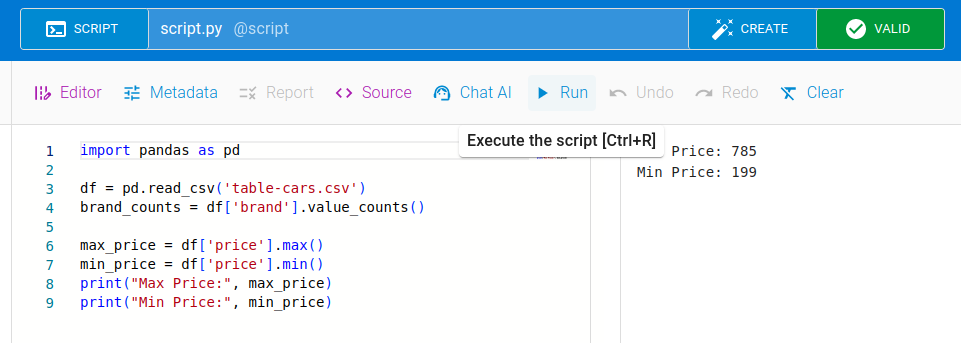 SCRIPT script.py @script CREATE VALID
Editor Metadata Report Source Chat AI Run Undo Redo Clear
Execute the script [Ctrl+R]
1 import pandas as pd
2
3 df = pd.read_csv('table-cars.csv')
4 brand_counts = df['brand'].value_counts()
5
6 max_price = df['price'].max()
7 min_price = df['price'].min()
8 print("Max Price:", max_price)
9 print("Min Price:", min_price)
Price: 785
Min Price: 199